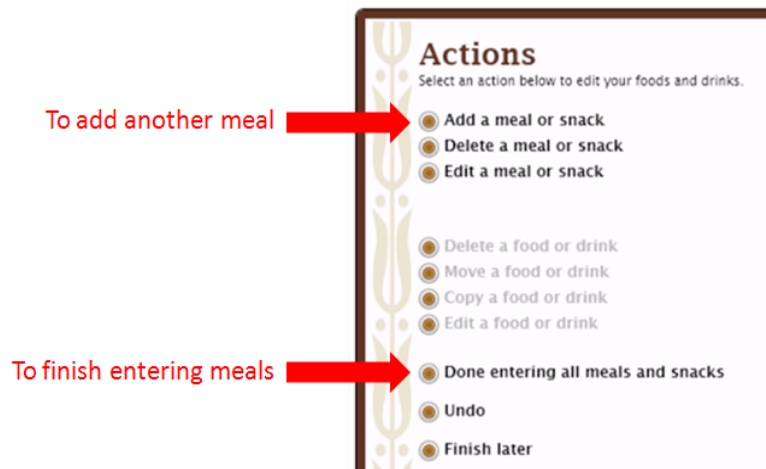 Actions
Select an action below to edit your foods and drinks.
To add another meal
Add a meal or snack
Delete a meal or snack
Edit a meal or snack
Delete a food or drink
Move a food or drink
Copy a food or drink
Edit a food or drink
To finish entering meals
Done entering all meals and snacks
Undo
Finish later